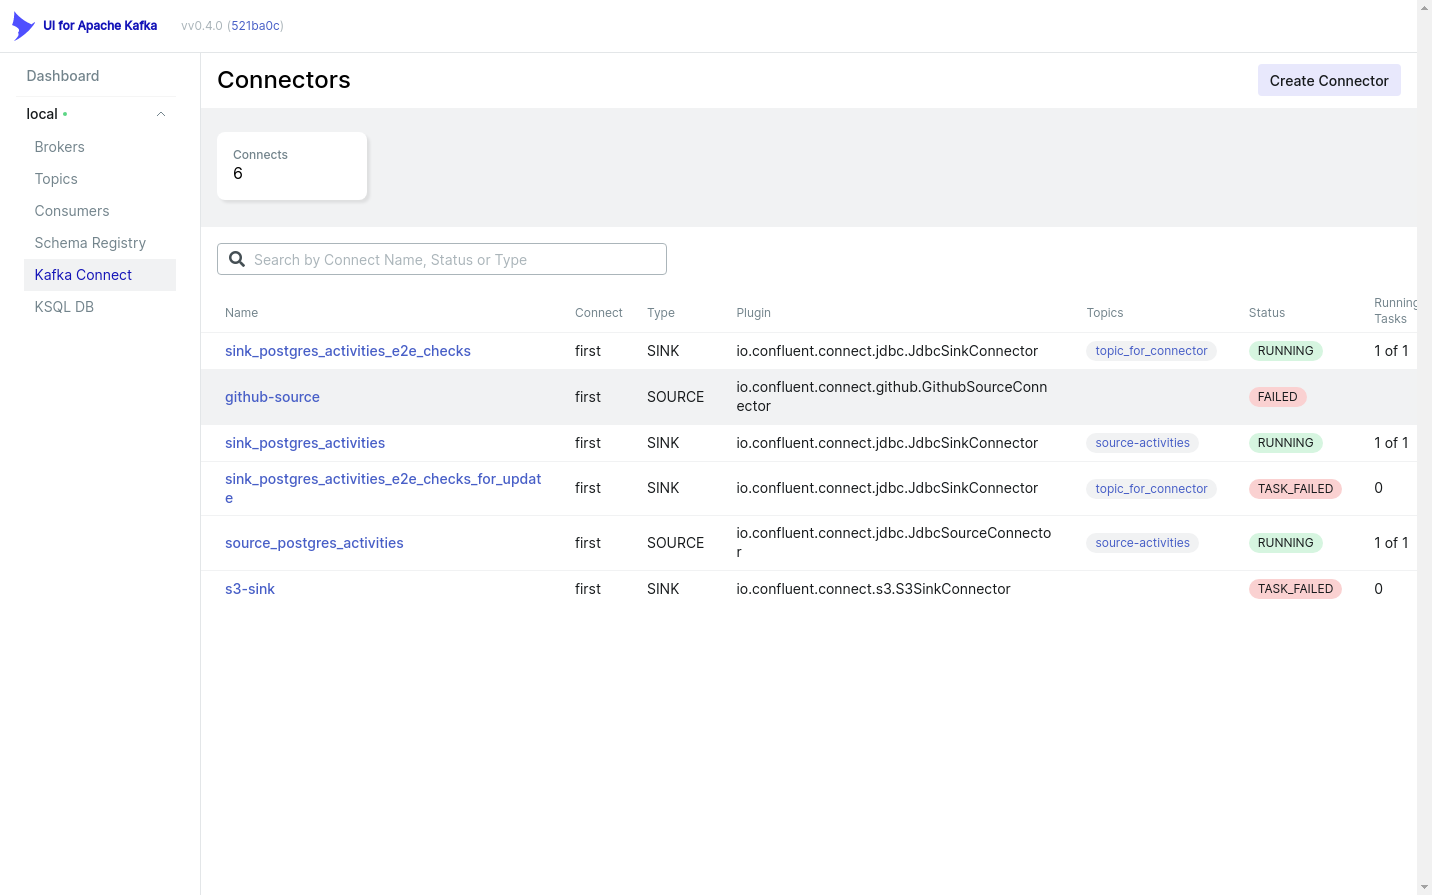 UI for Apache Kafka vv0.4.0 (521ba0c)
Dashboard
local
Brokers
Topics
Consumers
Schema Registry
Kafka Connect
KSQL DB
Connectors
Create Connector
Connects
6
Search by Connect Name, Status or Type
Name Connect Type Plugin Topics Status Running
Tasks
sink_postgres_activities_e2e_checks first SINK io.confluent.connect.jdbc.JdbcSinkConnector topic_for_connector RUNNING 1 of 1
github-source first SOURCE io.confluent.connect.github.GithubSourceConn
ector FAILED
sink_postgres_activities first SINK io.confluent.connect.jdbc.JdbcSinkConnector source-activities RUNNING 1 of 1
sink_postgres_activities_e2e_checks_for_updat
e first SINK io.confluent.connect.jdbc.JdbcSinkConnector topic_for_connector TASK_FAILED 0
source_postgres_activities first SOURCE io.confluent.connect.jdbc.JdbcSourceConnecto
r source-activities RUNNING 1 of 1
s3-sink first SINK io.confluent.connect.s3.S3SinkConnector TASK_FAILED 0